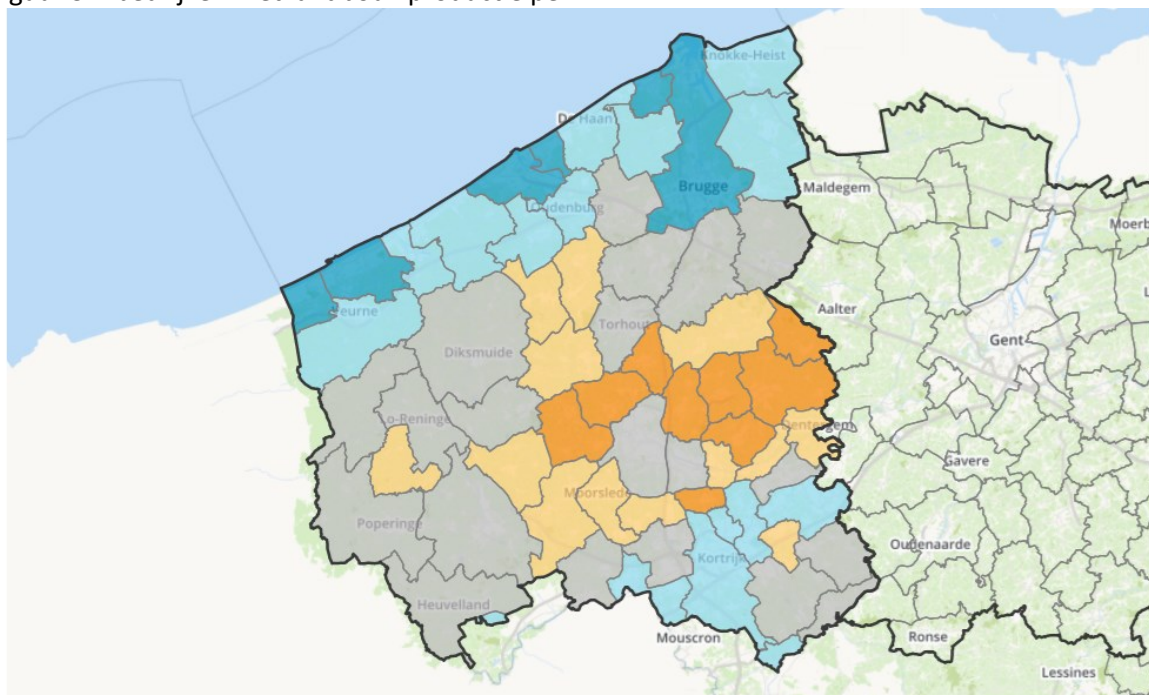 Knokke-Heist
De Haan
Brugge
Maldegem
Oudenburg
Moerb
Veurne
Aalter
Torhout
Gent
Diksmuide
Lo-Reninge
Dentergem
Gavere
Moorslede
Poperinge
Oudenaarde
Kortrijk
Heuvelland
Mouscron
Ronse
Lessines